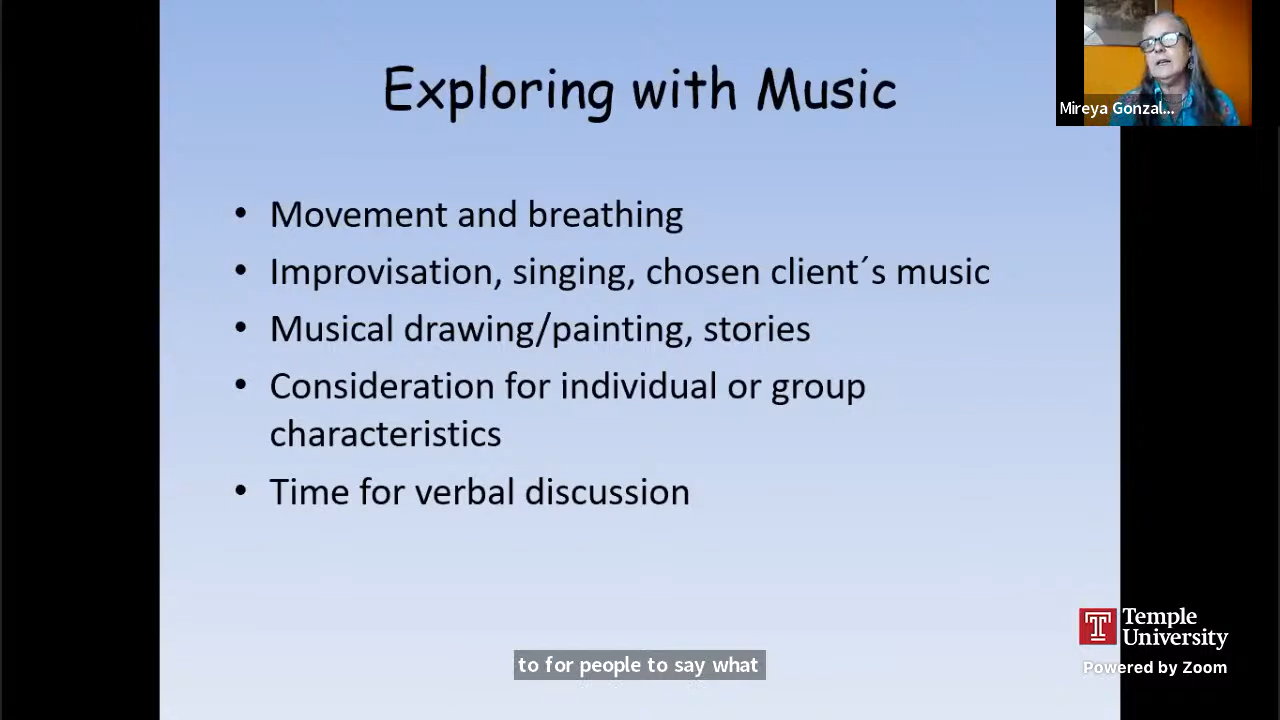 Exploring with Music
Mireya Gonzal...
• Movement and breathing
• Improvisation, singing, chosen client´s music
• Musical drawing/painting, stories
• Consideration for individual or group
characteristics
• Time for verbal discussion
Temple
University
Powered by Zoom
to for people to say what